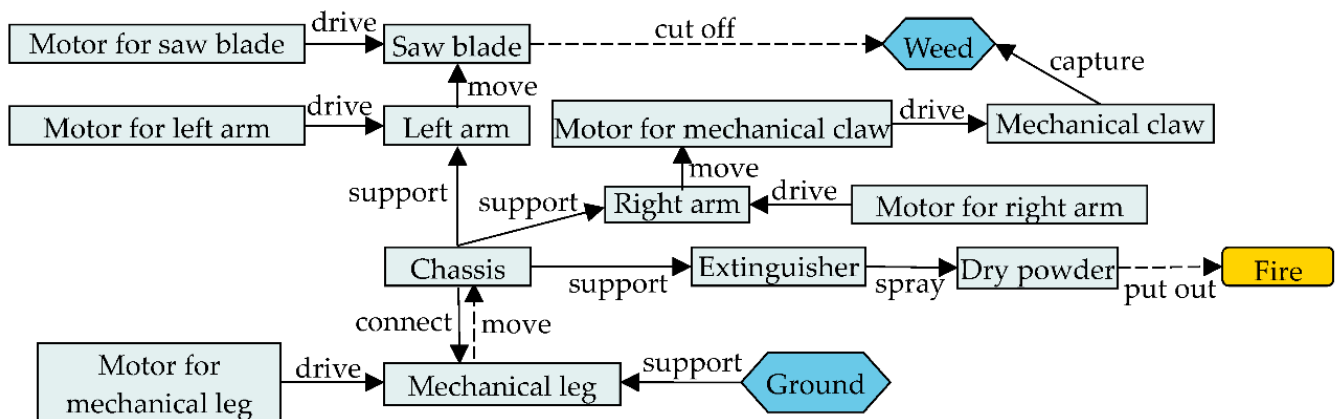 drive
cut off
Motor for saw blade
Saw blade
Weed
capture
move
drive
drive
Motor for left arm
Left arm
Motor for mechanical claw
Mechanical claw
move
support
support
drive
Right arm
Motor for right arm
Chassis
Extinguisher
Dry powder
Fire
support
spray
put out
connect
move
Motor for
mechanical leg
drive
Mechanical leg
support
Ground